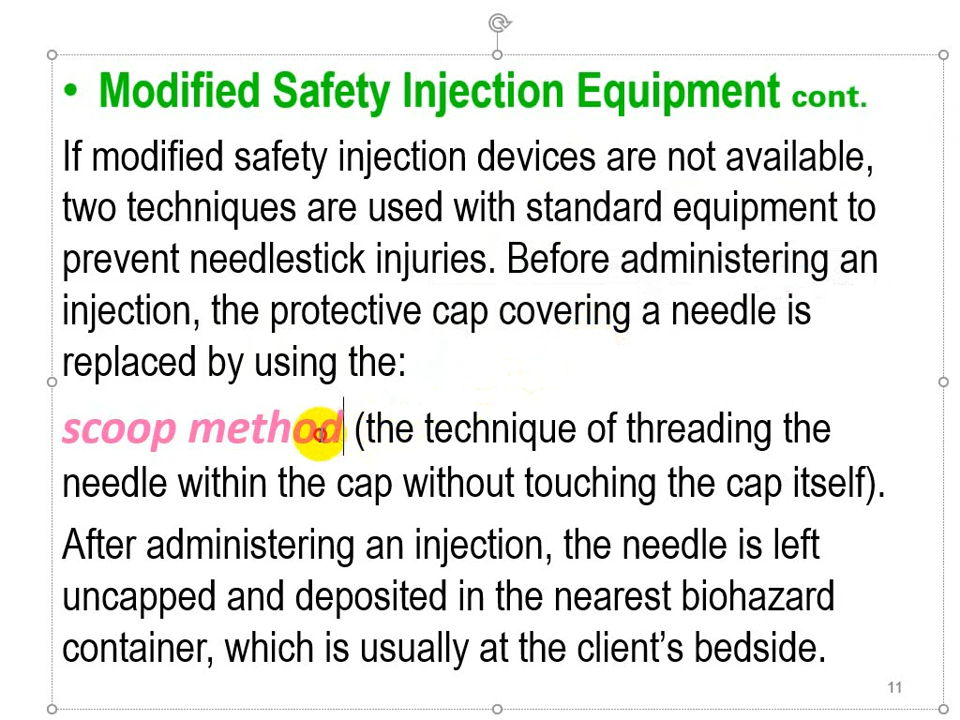 • Modified Safety Injection Equipment cont.
If modified safety injection devices are not available,
two techniques are used with standard equipment to
prevent needlestick injuries. Before administering an
injection, the protective cap covering a needle is
replaced by using the:
scoop method (the technique of threading the
needle within the cap without touching the cap itself).
After administering an injection, the needle is left
uncapped and deposited in the nearest biohazard
container, which is usually at the client’s bedside.
11